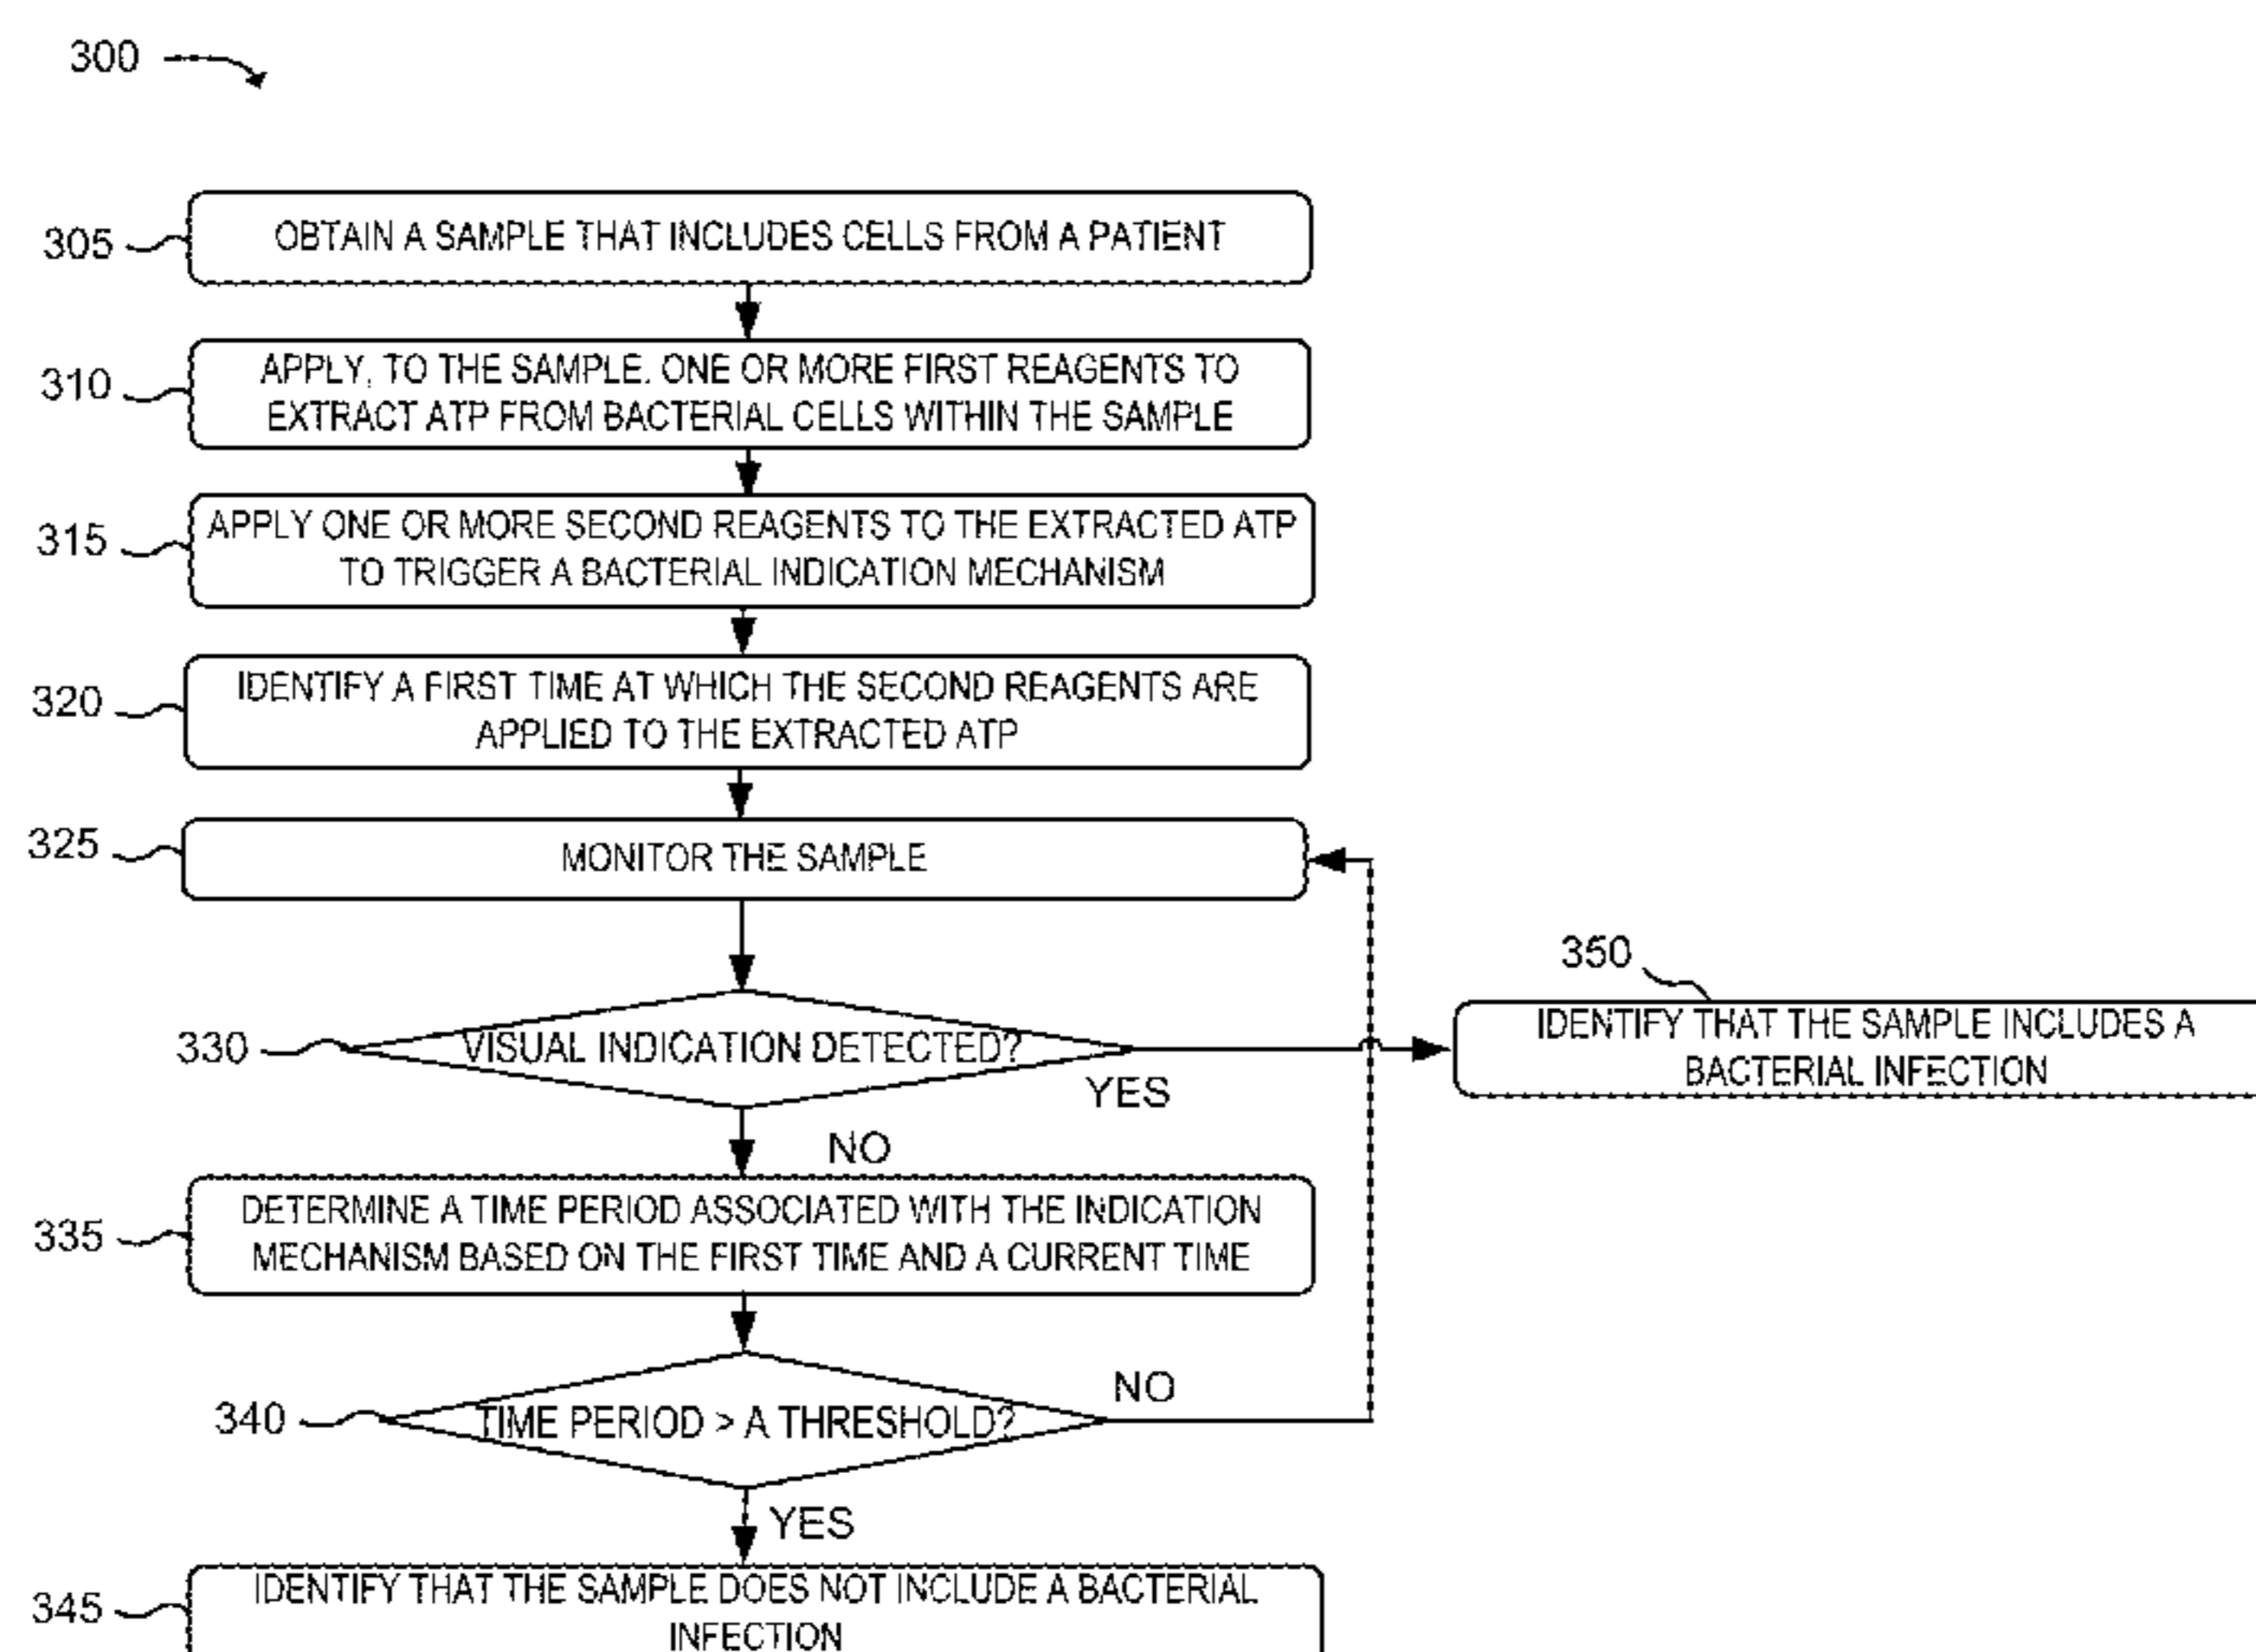 300
305
OBTAIN A SAMPLE THAT INCLUDES CELLS FROM A PATIENT
310
APPLY, TO THE SAMPLE, ONE OR MORE FIRST REAGENTS TO
EXTRACT ATP FROM BACTERIAL CELLS WITHIN THE SAMPLE
315
APPLY ONE OR MORE SECOND REAGENTS TO THE EXTRACTED ATP
TO TRIGGER A BACTERIAL INDICATION MECHANISM
320
IDENTIFY A FIRST TIME AT WHICH THE SECOND REAGENTS ARE
APPLIED TO THE EXTRACTED ATP
325
MONITOR THE SAMPLE
330
VISUAL INDICATION DETECTED?
YES
350
IDENTIFY THAT THE SAMPLE INCLUDES A
BACTERIAL INFECTION
NO
335
DETERMINE A TIME PERIOD ASSOCIATED WITH THE INDICATION
MECHANISM BASED ON THE FIRST TIME AND A CURRENT TIME
340
TIME PERIOD > A THRESHOLD?
NO
YES
345
IDENTIFY THAT THE SAMPLE DOES NOT INCLUDE A BACTERIAL
INFECTION